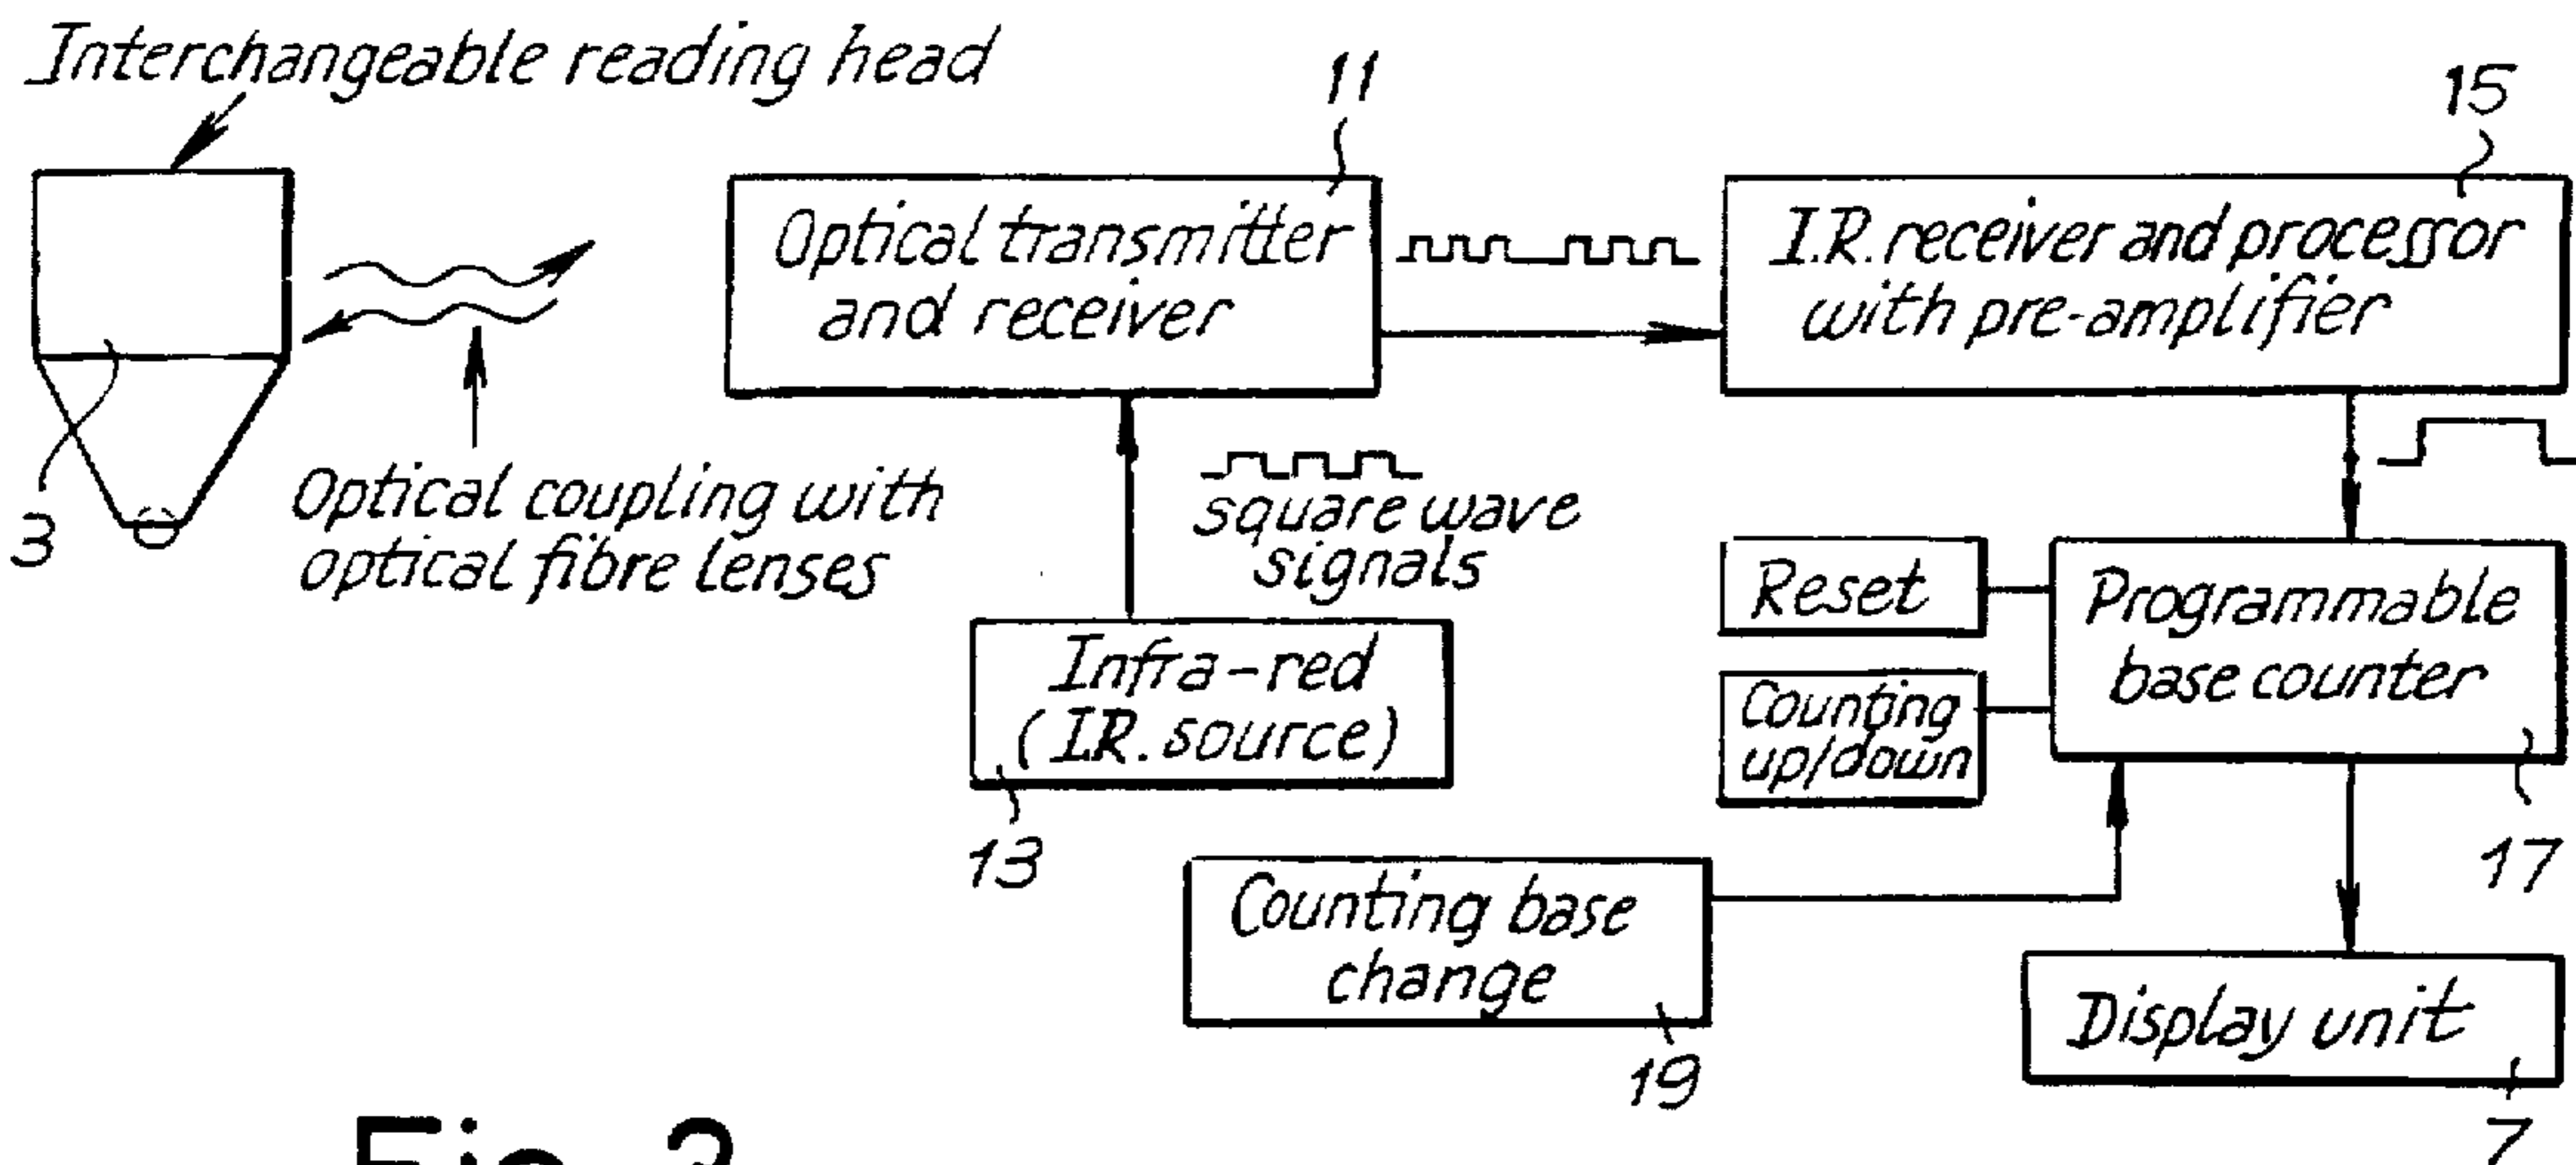 Interchangeable reading head
11
15
Optical transmitter
and receiver
I.R. receiver and processor
with pre-amplifier
3
Optical coupling with
optical fibre lenses
square wave
signals
Infra-red
(I.R. source)
13
Reset
Counting
up/down
Programmable
base counter
17
Counting base
change
19
Display unit
7